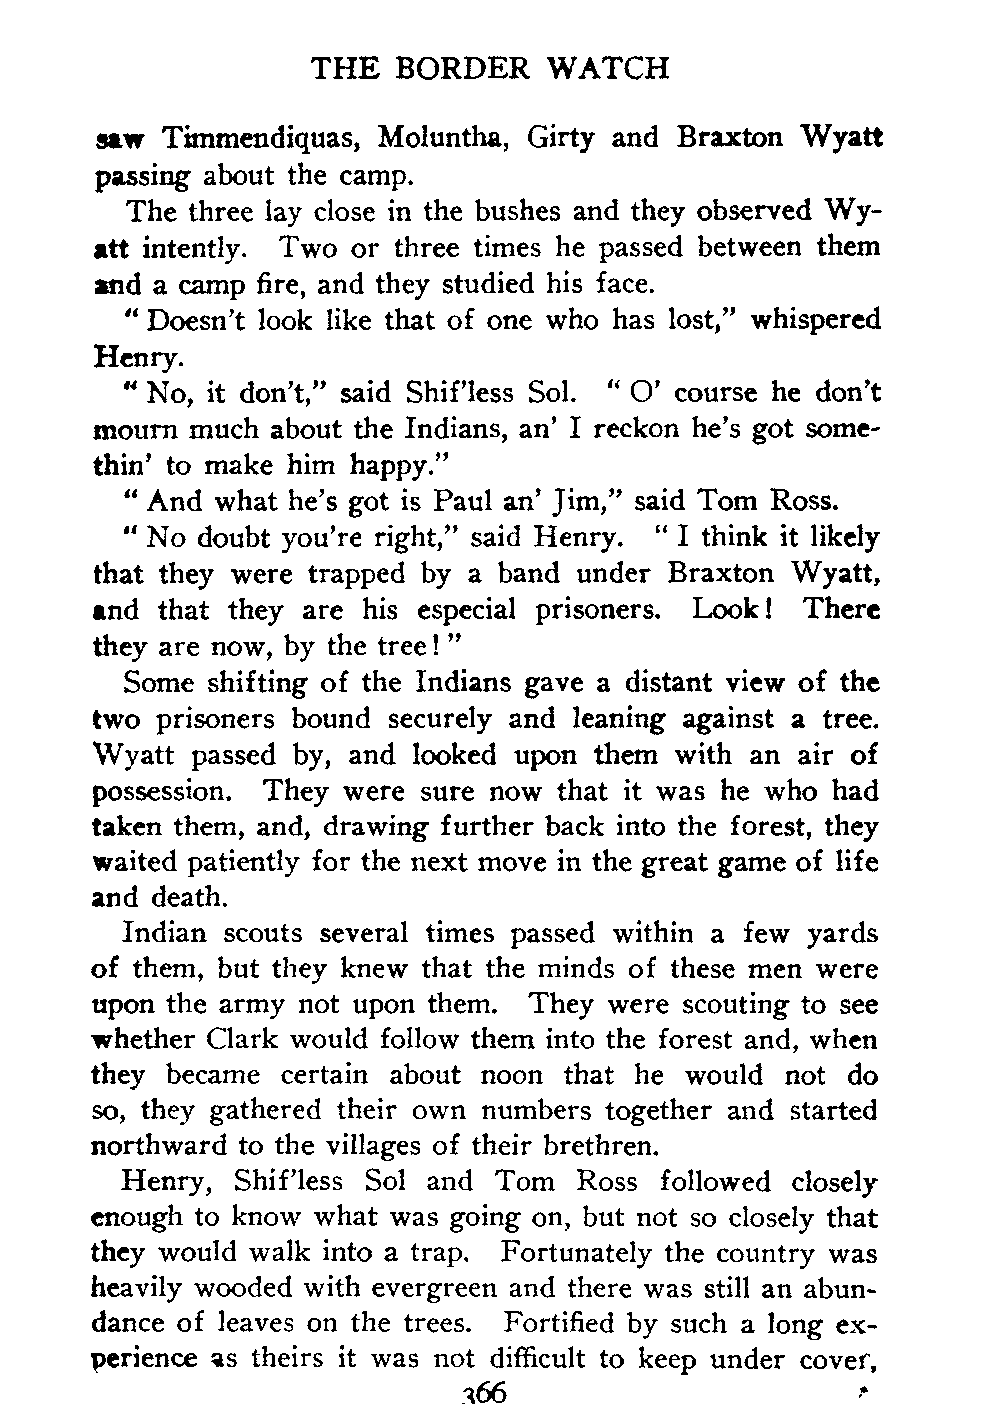 THE BORDER WATCH
saw Timmendiquas, Moluntha, Girty and Braxton Wyatt
passing about the camp.
The three lay close in the bushes and they observed Wy-
att intently. Two or three times he passed between them
and a camp fire, and they studied his face.
“ Doesn't look like that of one who has lost,” whispered
Henry.
“ No, it don't,” said Shif'less Sol. “ O' course he don't
mourn much about the Indians, an' I reckon he's got some-
thin' to make him happy.”
“ And what he's got is Paul an' Jim,” said Tom Ross.
“ No doubt you're right,” said Henry. “ I think it likely
that they were trapped by a band under Braxton Wyatt,
and that they are his especial prisoners. Look! There
they are now, by the tree! ”
Some shifting of the Indians gave a distant view of the
two prisoners bound securely and leaning against a tree.
Wyatt passed by, and looked upon them with an air of
possession. They were sure now that it was he who had
taken them, and, drawing further back into the forest, they
waited patiently for the next move in the great game of life
and death.
Indian scouts several times passed within a few yards
of them, but they knew that the minds of these men were
upon the army not upon them. They were scouting to see
whether Clark would follow them into the forest and, when
they became certain about noon that he would not do
so, they gathered their own numbers together and started
northward to the villages of their brethren.
Henry, Shif'less Sol and Tom Ross followed closely
enough to know what was going on, but not so closely that
they would walk into a trap. Fortunately the country was
heavily wooded with evergreen and there was still an abun-
dance of leaves on the trees. Fortified by such a long ex-
perience as theirs it was not difficult to keep under cover,
366